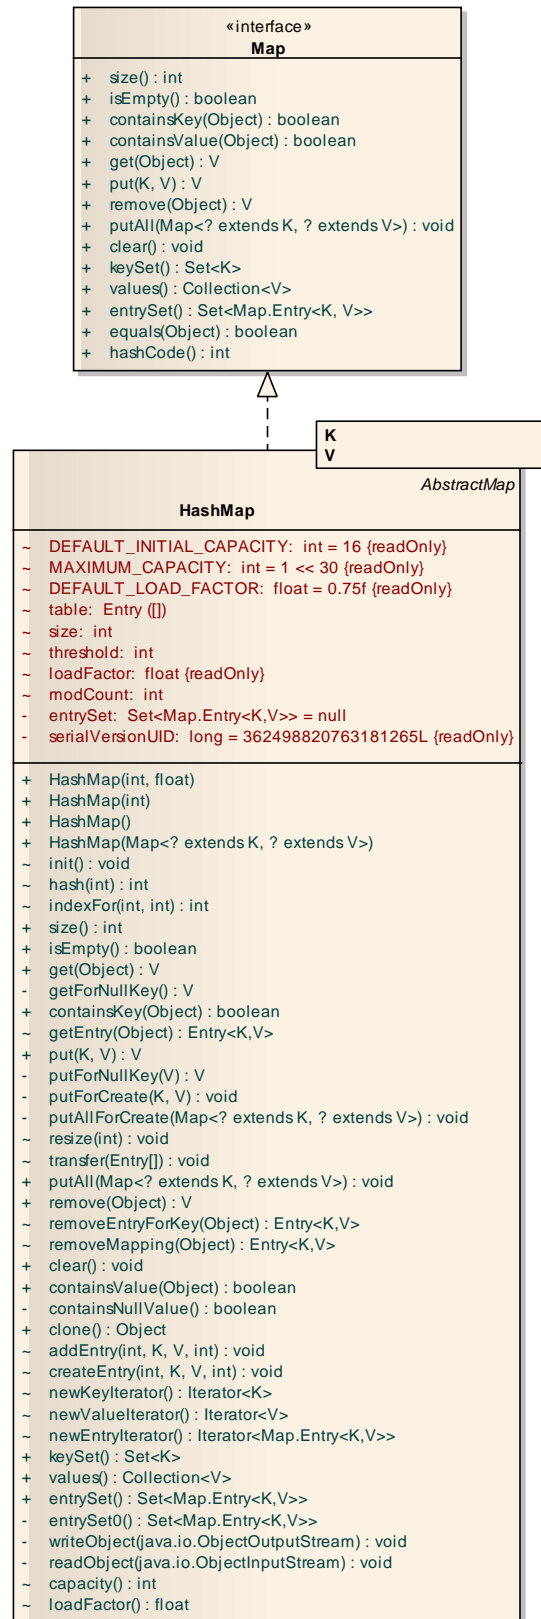 «interface»
Map
+ size() : int
+ isEmpty() : boolean
+ containsKey(Object) : boolean
+ containsValue(Object) : boolean
+ get(Object) : V
+ put(K, V) : V
+ remove(Object) : V
+ putAll(Map<? extends K, ? extends V>) : void
+ clear() : void
+ keySet() : Set<K>
+ values() : Collection<V>
+ entrySet() : Set<Map.Entry<K, V>>
+ equals(Object) : boolean
+ hashCode() : int
K
V
AbstractMap
HashMap
~ DEFAULT_INITIAL_CAPACITY: int = 16 {readOnly}
~ MAXIMUM_CAPACITY: int = 1 << 30 {readOnly}
~ DEFAULT_LOAD_FACTOR: float = 0.75f {readOnly}
~ table: Entry ([])
~ size: int
~ threshold: int
~ loadFactor: float {readOnly}
~ modCount: int
- entrySet: Set<Map.Entry<K,V>> = null
- serialVersionUID: long = 362498820763181265L {readOnly}
+ HashMap(int, float)
+ HashMap(int)
+ HashMap()
+ HashMap(Map<? extends K, ? extends V>)
~ init() : void
~ hash(int) : int
~ indexFor(int, int) : int
+ size() : int
+ isEmpty() : boolean
+ get(Object) : V
- getForNullKey() : V
+ containsKey(Object) : boolean
~ getEntry(Object) : Entry<K,V>
+ put(K, V) : V
- putForNullKey(V) : V
- putForCreate(K, V) : void
- putAllForCreate(Map<? extends K, ? extends V>) : void
~ resize(int) : void
~ transfer(Entry[]) : void
+ putAll(Map<? extends K, ? extends V>) : void
+ remove(Object) : V
~ removeEntryForKey(Object) : Entry<K,V>
~ removeMapping(Object) : Entry<K,V>
+ clear() : void
+ containsValue(Object) : boolean
- containsNullValue() : boolean
+ clone() : Object
~ addEntry(int, K, V, int) : void
~ createEntry(int, K, V, int) : void
~ newKeyIterator() : Iterator<K>
~ newValueIterator() : Iterator<V>
~ newEntryIterator() : Iterator<Map.Entry<K,V>>
+ keySet() : Set<K>
+ values() : Collection<V>
+ entrySet() : Set<Map.Entry<K,V>>
- entrySet0() : Set<Map.Entry<K,V>>
- writeObject(java.io.ObjectOutputStream) : void
- readObject(java.io.ObjectInputStream) : void
~ capacity() : int
~ loadFactor() : float